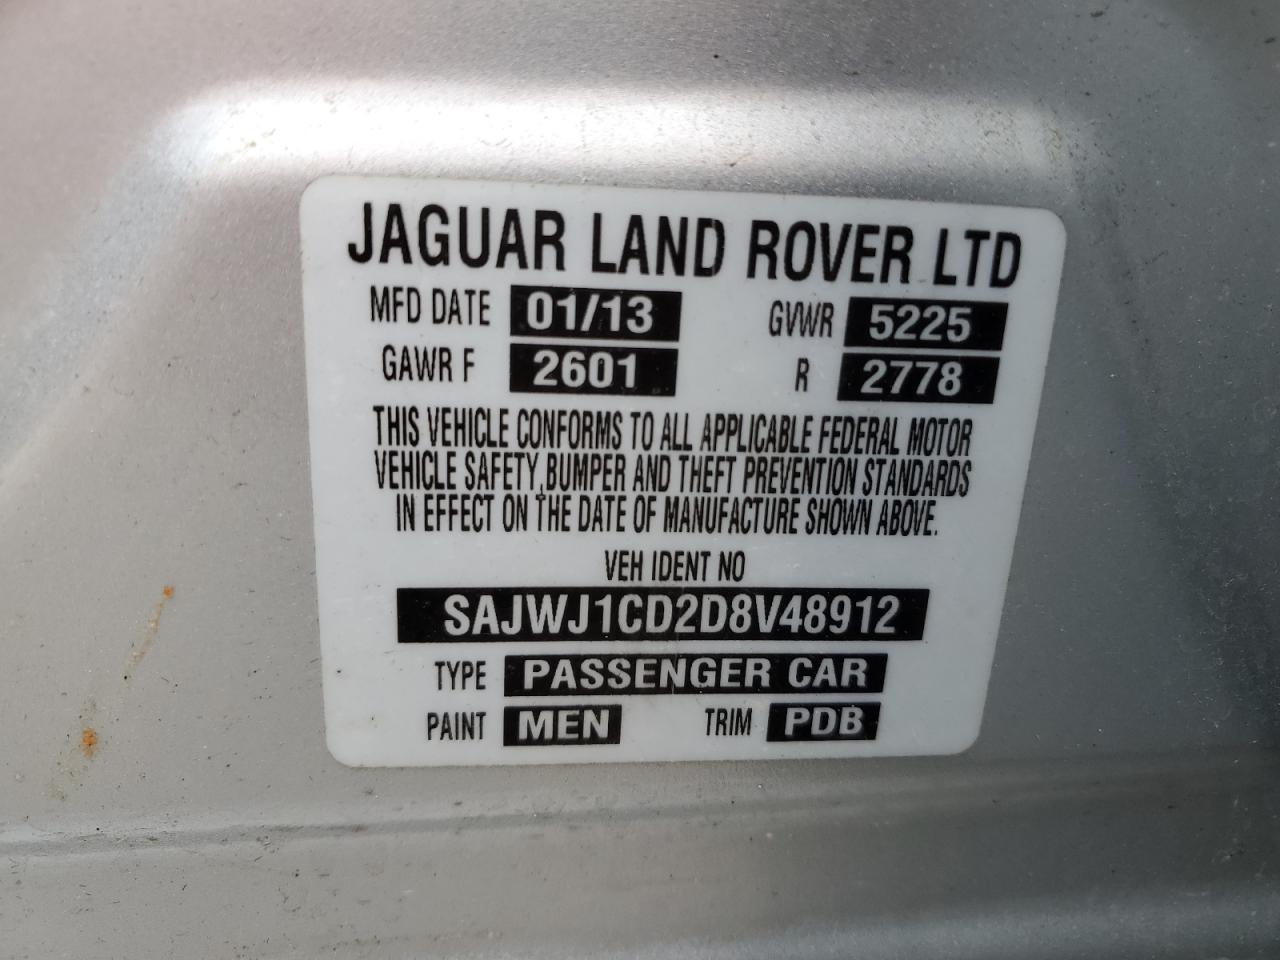 JAGUAR LAND ROVER LTD
MFD DATE 01/13 GVWR 5225
GAWR F 2601 R 2778
THIS VEHICLE CONFORMS TO ALL APPLICABLE FEDERAL MOTOR
VEHICLE SAFETY, BUMPER AND THEFT PREVENTION STANDARDS
IN EFFECT ON THE DATE OF MANUFACTURE SHOWN ABOVE.
VEH IDENT NO
SAJWJ1CD2D8V48912
TYPE PASSENGER CAR
PAINT MEN TRIM PDB